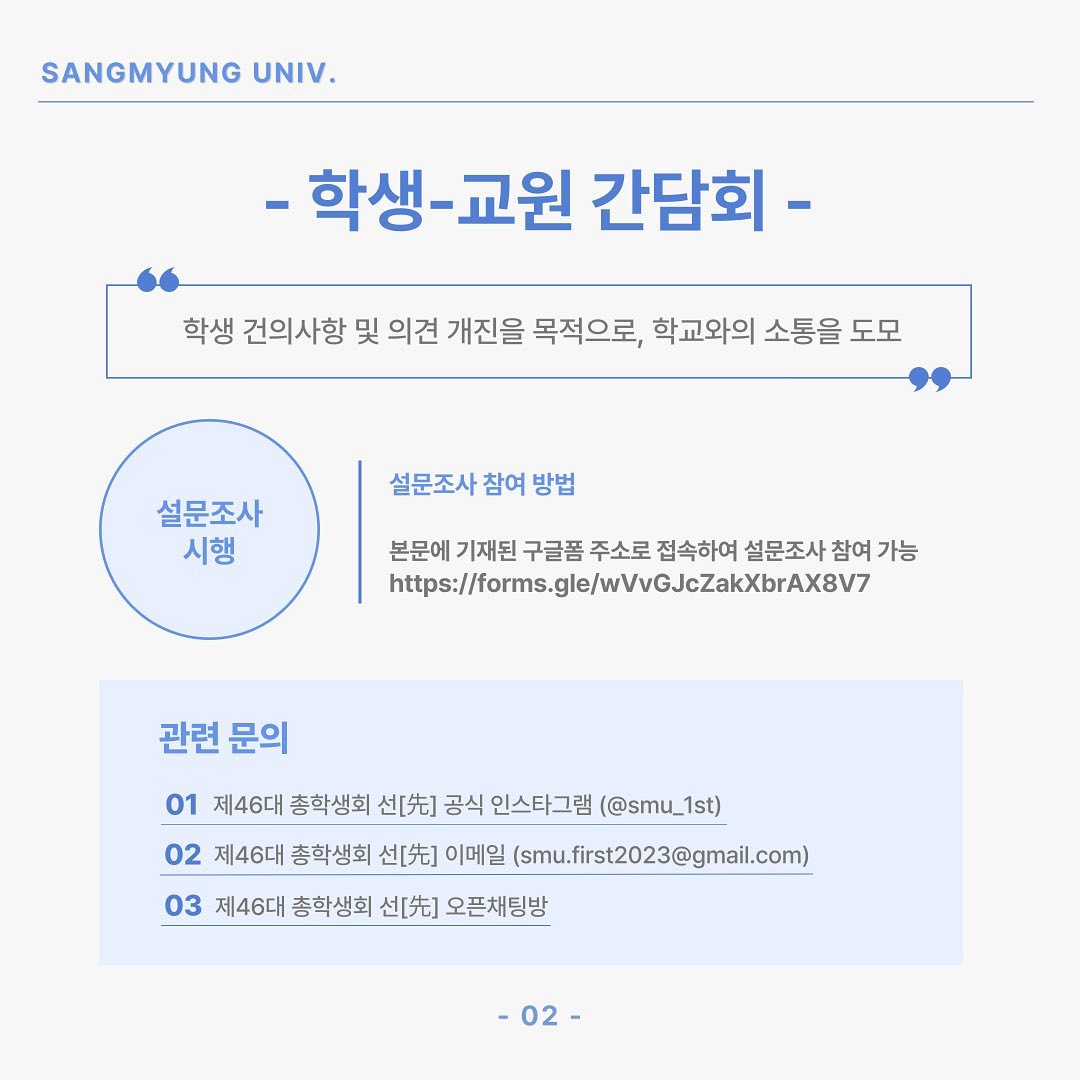 SANGMYUNG UNIV.
- 학생-교원 간담회 -
❝
학생 건의사항 및 의견 개진을 목적으로, 학교와의 소통을 도모
❞
설문조사
시행
설문조사 참여 방법
본문에 기재된 구글폼 주소로 접속하여 설문조사 참여 가능
https://forms.gle/wVvGJcZakXbrAX8V7
관련 문의
01 제46대 총학생회 선[先] 공식 인스타그램 (@smu_1st)
02 제46대 총학생회 선[先] 이메일 (smu.first2023@gmail.com)
03 제46대 총학생회 선[先] 오픈채팅방
- 02 -